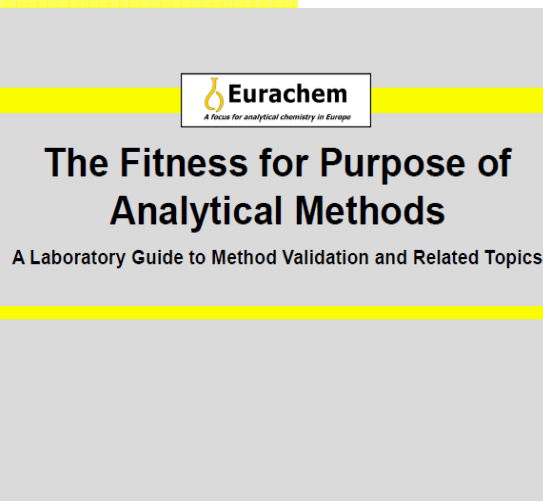 Eurachem
A focus for analytical chemistry in Europe
The Fitness for Purpose of
Analytical Methods
A Laboratory Guide to Method Validation and Related Topics